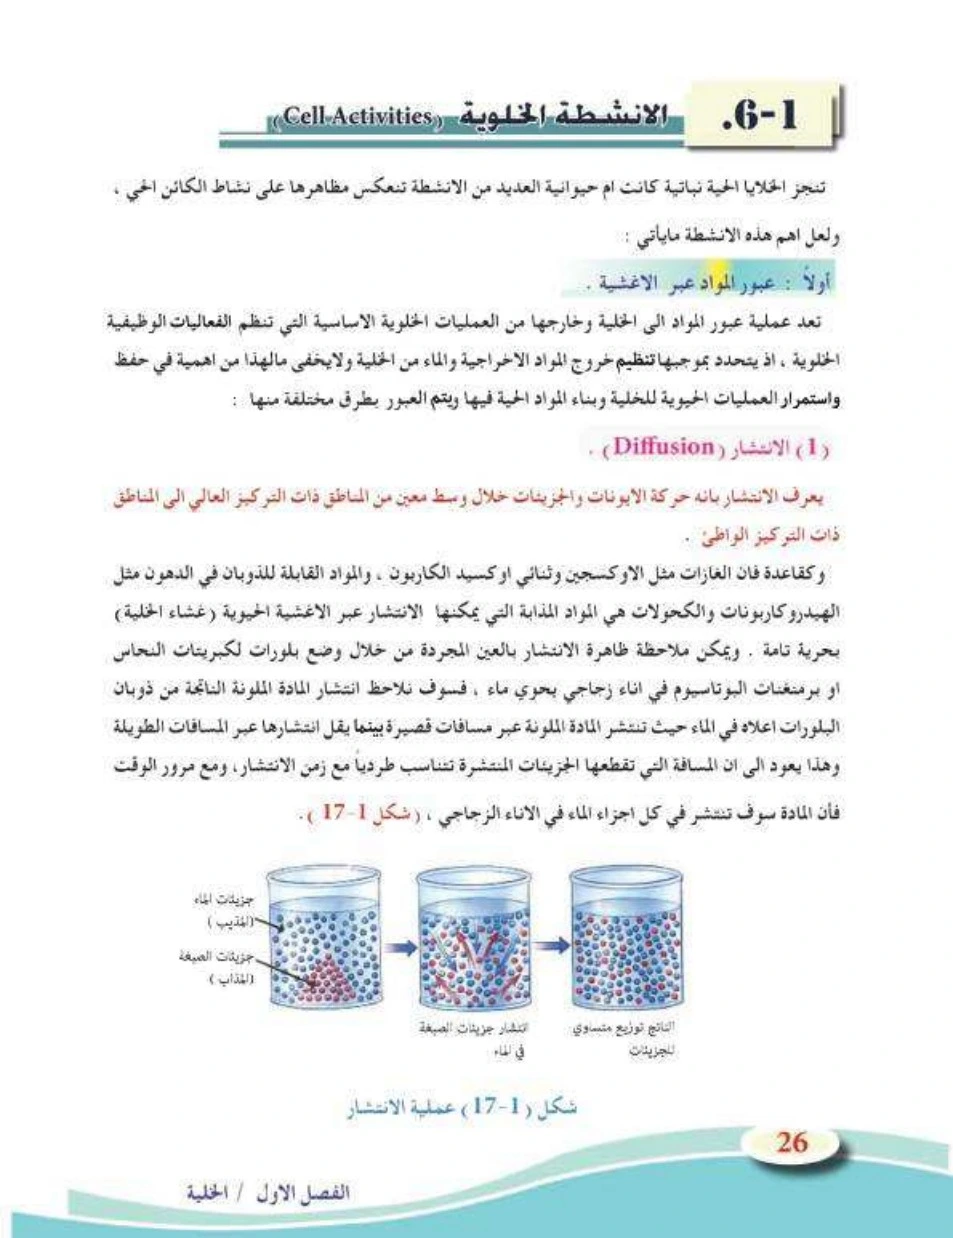 6-1. الانشطة الخلوية (Cell Activities)
تنجز الخلايا الحية نباتية كانت ام حيوانية العديد من الانشطة تنعكس مظاهرها على نشاط الكائن الحي ،
ولعل اهم هذه الانشطة مايأتي :
أولاً : عبور المواد عبر الاغشية .
تعد عملية عبور المواد الى الخلية وخارجها من العمليات الخلوية الاساسية التي تنظم الفعاليات الوظيفية
الخلوية ، اذ يتحدد بموجبها تنظيم خروج المواد الاخراجية والماء من الخلية ولايخفى مالهذا من اهمية في حفظ
واستمرار العمليات الحيوية للخلية وبناء المواد الحية فيها ويتم العبور بطرق مختلفة منها :
(1) الانتشار (Diffusion) .
يعرف الانتشار بانه حركة الايونات والجزيئات خلال وسط معين من المناطق ذات التركيز العالي الى المناطق
ذات التركيز الواطئ .
وكقاعدة فان الغازات مثل الاوكسجين وثنائي اوكسيد الكاربون ، والمواد القابلة للذوبان في الدهون مثل
الهيدروكاربونات والكحولات هي المواد المذابة التي يمكنها الانتشار عبر الاغشية الحيوية (غشاء الخلية)
بحرية تامة . ويمكن ملاحظة ظاهرة الانتشار بالعين المجردة من خلال وضع بلورات لكبريتات النحاس
او برمنغنات البوتاسيوم في اناء زجاجي يحوي ماء ، فسوف نلاحظ انتشار المادة الملونة الناتجة من ذوبان
البلورات اعلاه في الماء حيث تنتشر المادة الملونة عبر مسافات قصيرة بينما يقل انتشارها عبر المسافات الطويلة
وهذا يعود الى ان المسافة التي تقطعها الجزيئات المنتشرة تتناسب طردياً مع زمن الانتشار، ومع مرور الوقت
فأن المادة سوف تنتشر في كل اجزاء الماء في الاناء الزجاجي ، (شكل 1-17) .
جزيئات الماء
(المذيب)
جزيئات الصبغة
(المذاب)
انتشار جزيئات الصبغة
في الماء
الناتج توزيع متساوي
للجزيئات
شكل (1-17) عملية الانتشار
26
الفصل الاول / الخلية